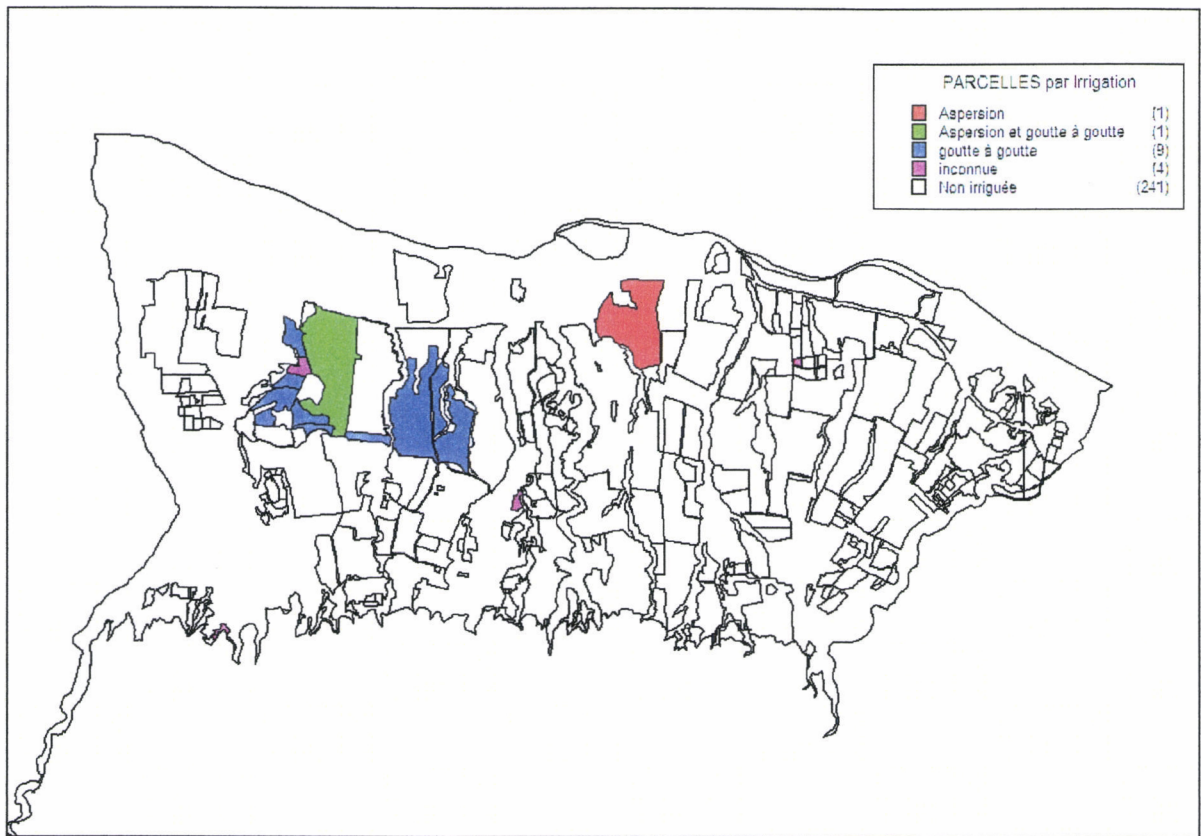 PARCELLES par Irrigation
Aspersion (1)
Aspersion et goutte à goutte (1)
goutte à goutte (9)
inconnue (4)
Non irriguée (241)